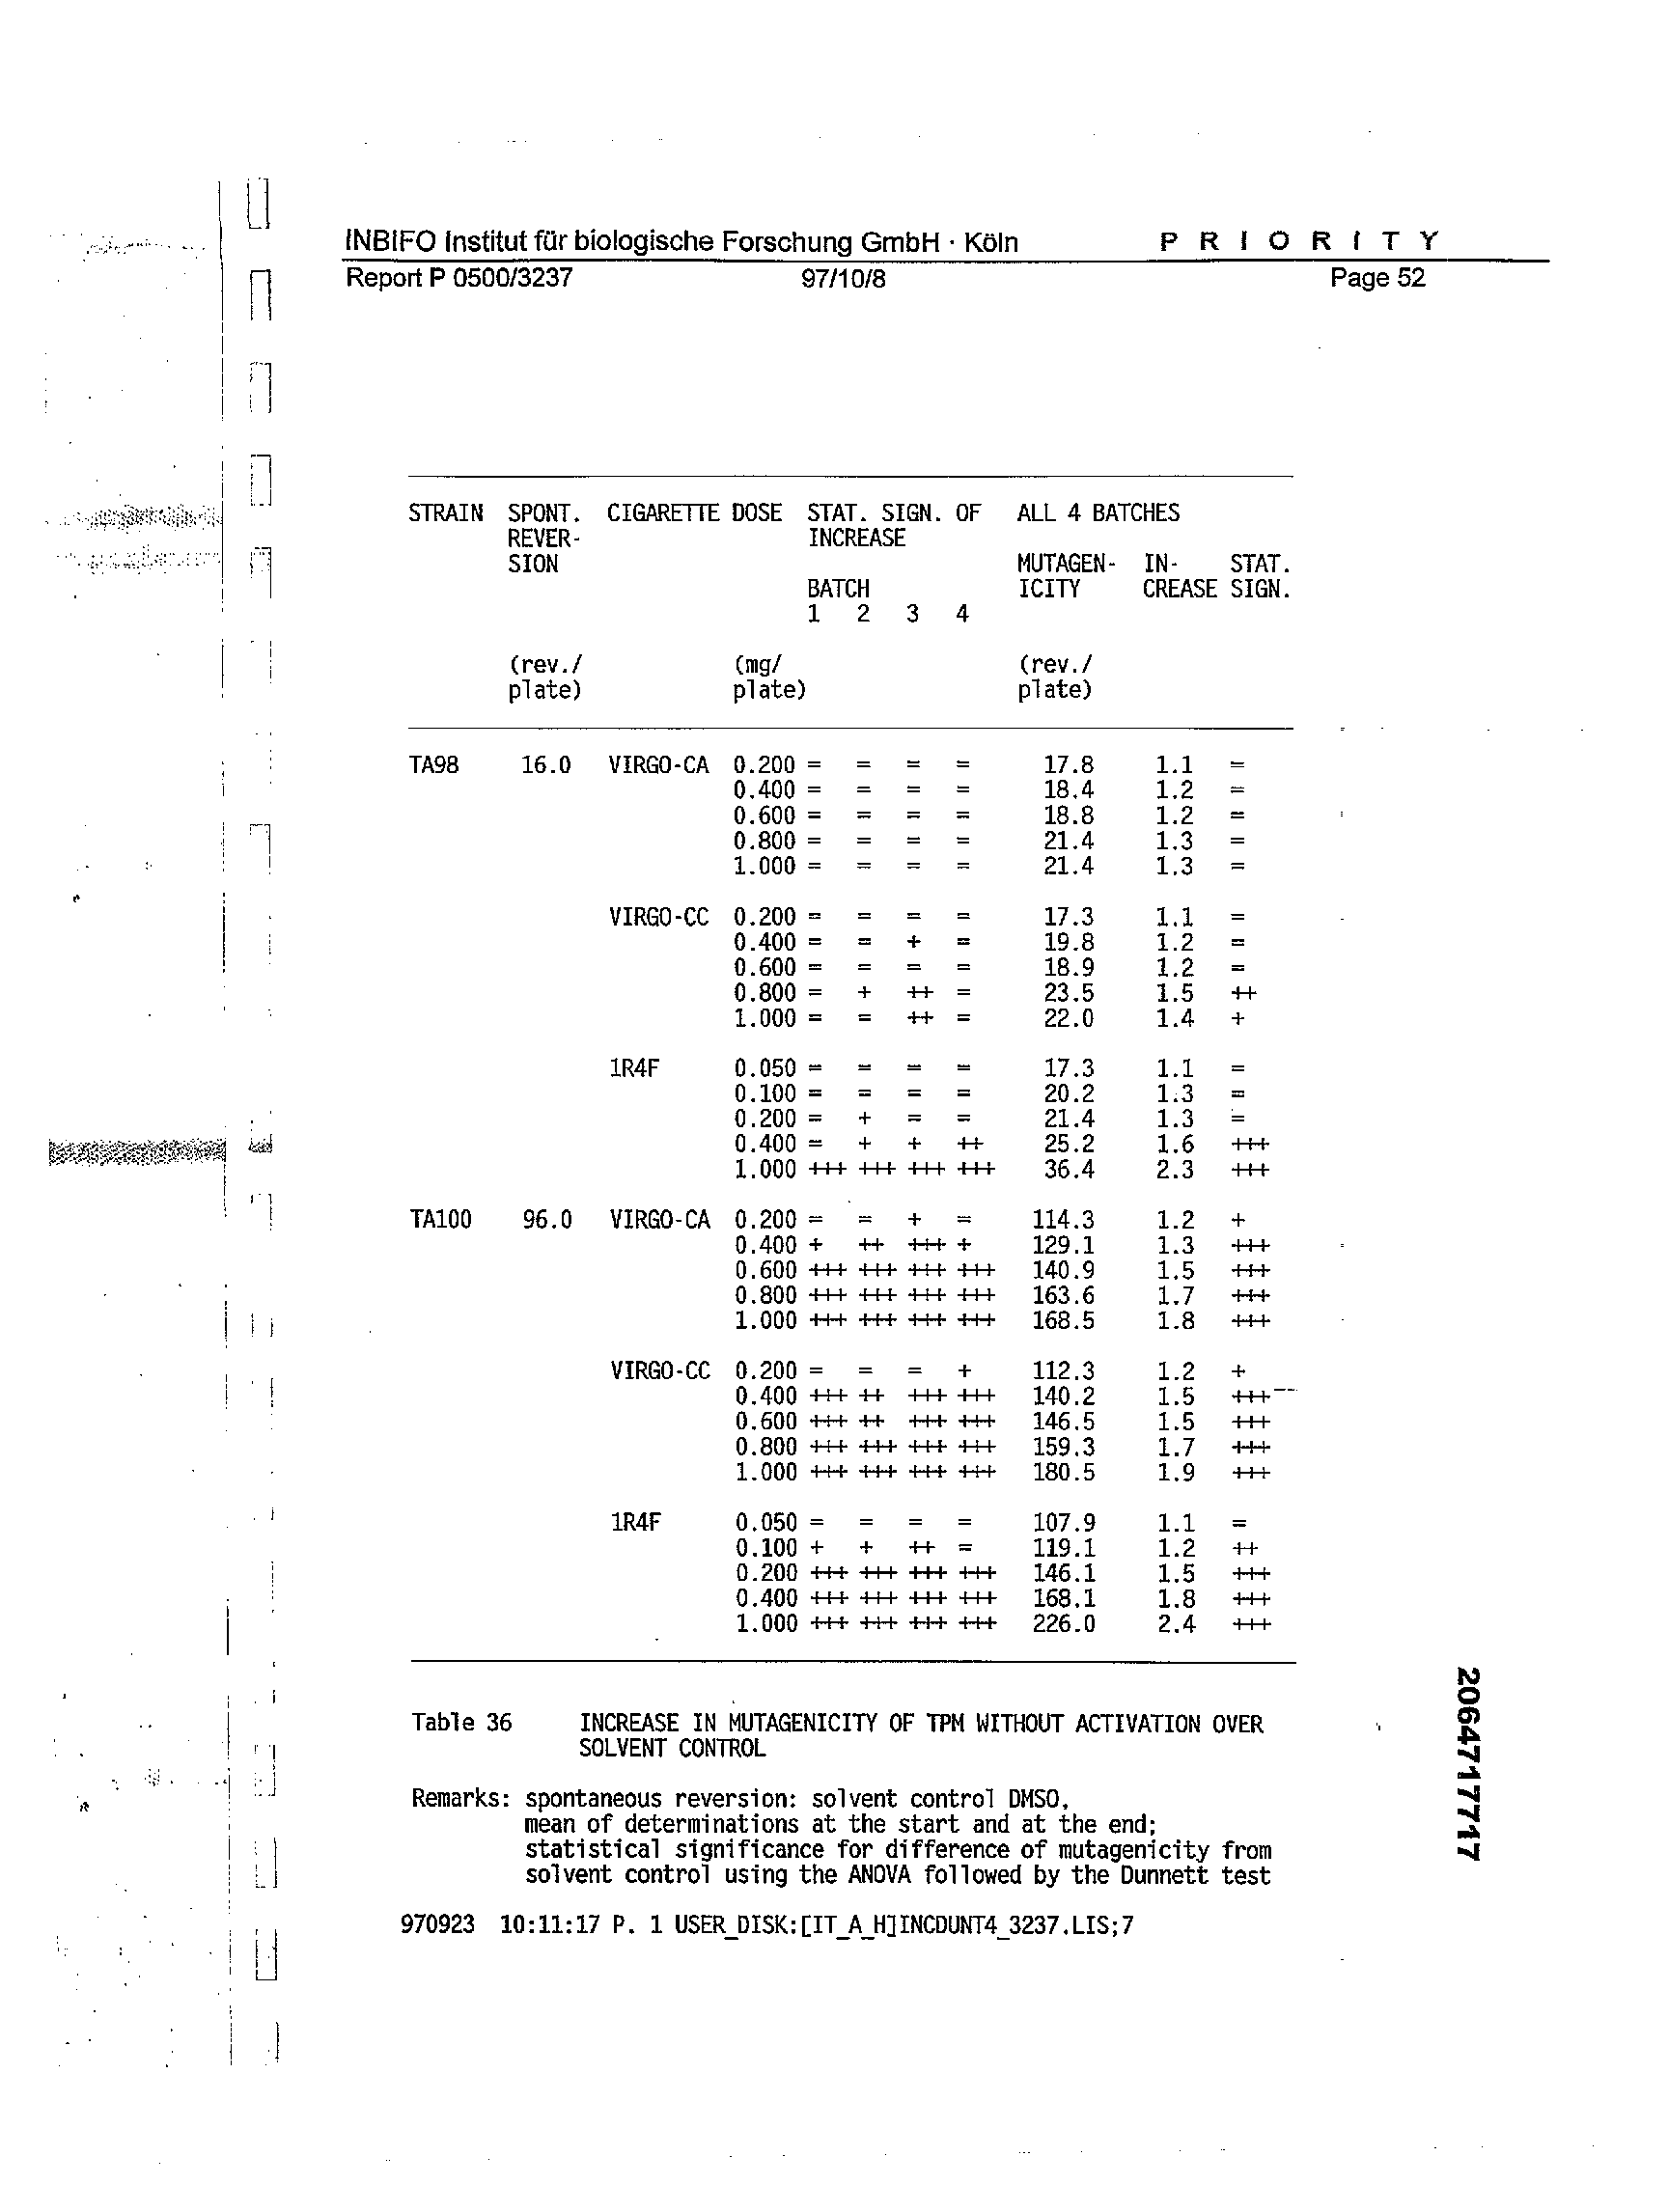 INBIFO Institut für biologische Forschung GmbH · Köln PRIORITY
Report P 0500/3237 97/10/8 Page 52
STRAIN SPONT. CIGARETTE DOSE STAT. SIGN. OF ALL 4 BATCHES
REVER- INCREASE
SION MUTAGEN- IN- STAT.
BATCH ICITY CREASE SIGN.
1 2 3 4
(rev./ (mg/ (rev./
plate) plate) plate)
TA98 16.0 VIRGO-CA 0.200 = = = = 17.8 1.1 =
0.400 = = = = 18.4 1.2 =
0.600 = = = = 18.8 1.2 =
0.800 = = = = 21.4 1.3 =
1.000 = = = = 21.4 1.3 =
VIRGO-CC 0.200 = = = = 17.3 1.1 =
0.400 = = + = 19.8 1.2 =
0.600 = = = = 18.9 1.2 =
0.800 = + ++ = 23.5 1.5 ++
1.000 = = ++ = 22.0 1.4 +
1R4F 0.050 = = = = 17.3 1.1 =
0.100 = = = = 20.2 1.3 =
0.200 = + = = 21.4 1.3 =
0.400 = + + ++ 25.2 1.6 +++
1.000 +++ +++ +++ +++ 36.4 2.3 +++
TA100 96.0 VIRGO-CA 0.200 = = + = 114.3 1.2 +
0.400 + ++ +++ + 129.1 1.3 +++
0.600 +++ +++ +++ +++ 140.9 1.5 +++
0.800 +++ +++ +++ +++ 163.6 1.7 +++
1.000 +++ +++ +++ +++ 168.5 1.8 +++
VIRGO-CC 0.200 = = = + 112.3 1.2 +
0.400 +++ ++ +++ +++ 140.2 1.5 +++
0.600 +++ ++ +++ +++ 146.5 1.5 +++
0.800 +++ +++ +++ +++ 159.3 1.7 +++
1.000 +++ +++ +++ +++ 180.5 1.9 +++
1R4F 0.050 = = = = 107.9 1.1 =
0.100 + + ++ = 119.1 1.2 ++
0.200 +++ +++ +++ +++ 146.1 1.5 +++
0.400 +++ +++ +++ +++ 168.1 1.8 +++
1.000 +++ +++ +++ +++ 226.0 2.4 +++
Table 36 INCREASE IN MUTAGENICITY OF TPM WITHOUT ACTIVATION OVER
SOLVENT CONTROL
Remarks: spontaneous reversion: solvent control DMSO,
mean of determinations at the start and at the end;
statistical significance for difference of mutagenicity from
solvent control using the ANOVA followed by the Dunnett test
970923 10:11:17 P. 1 USER_DISK:[IT_A_H]INCDUNT4_3237.LIS;7
2064717717